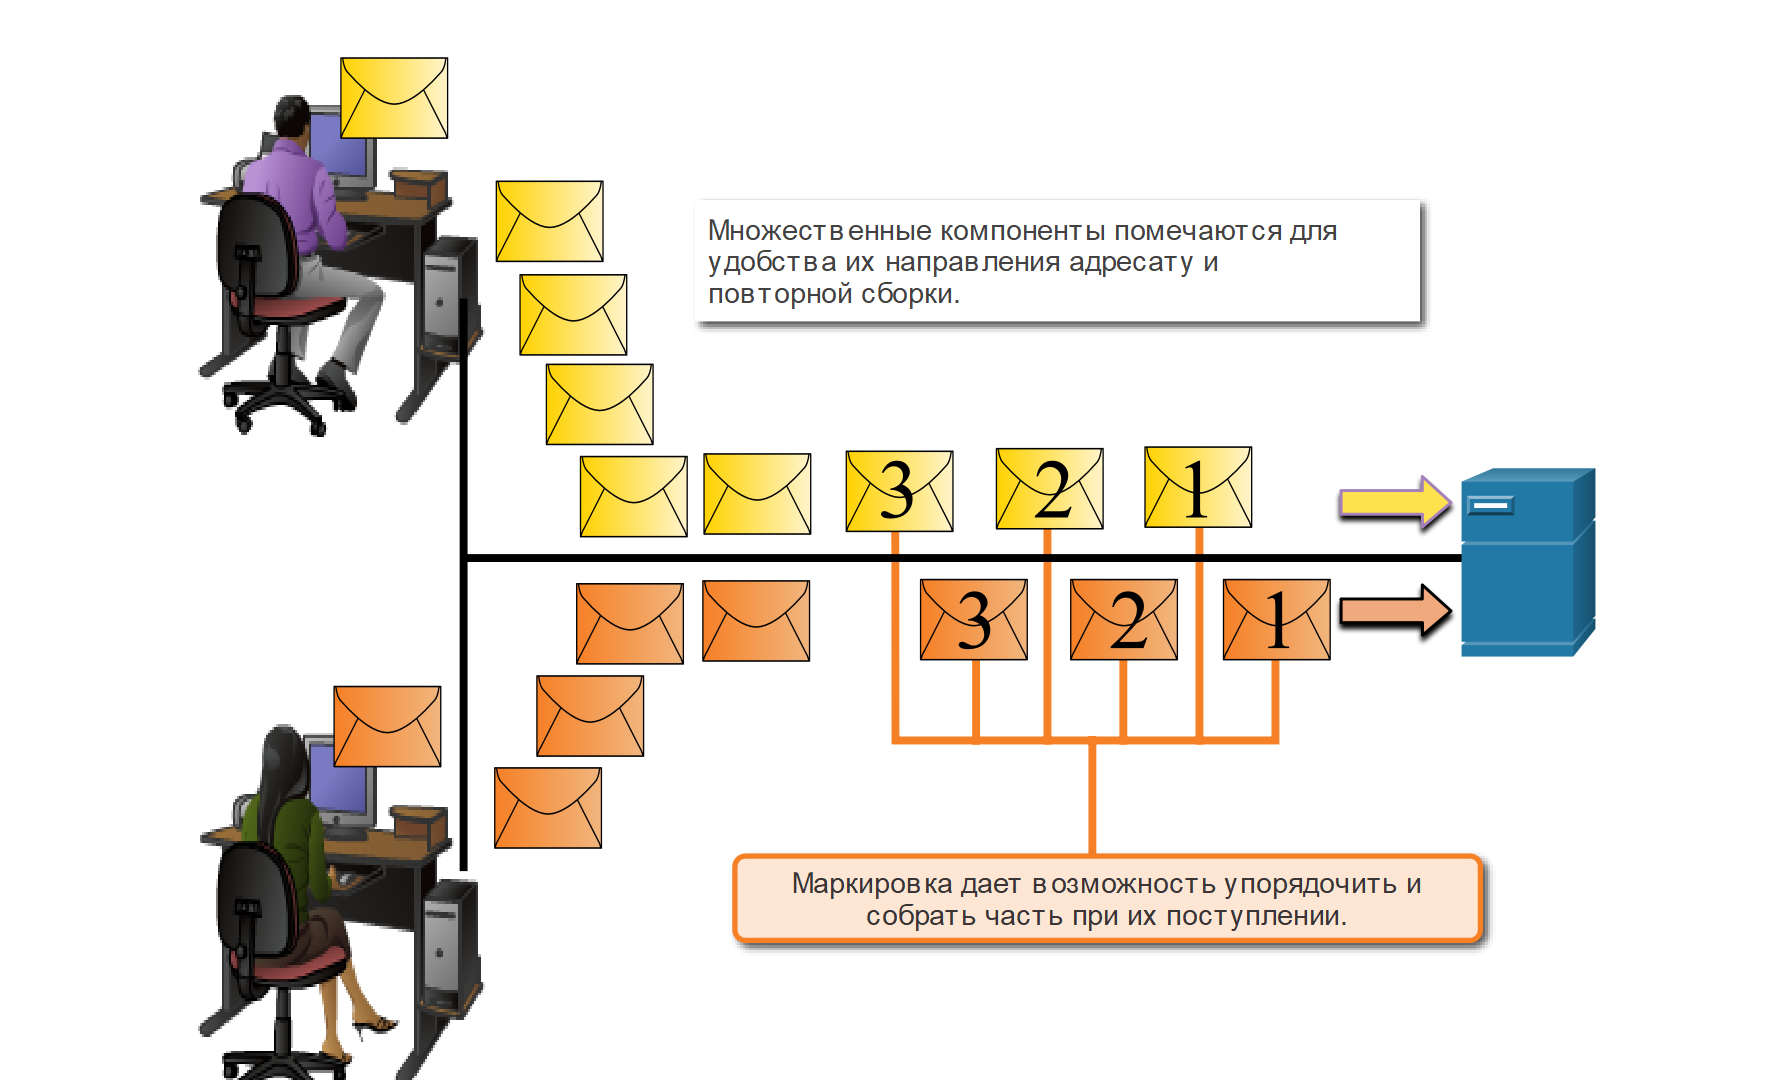 Множественные компоненты помечаются для
удобства их направления адресату и
повторной сборки.
3 2 1
3 2 1
Маркировка дает возможность упорядочить и
собрать часть при их поступлении.